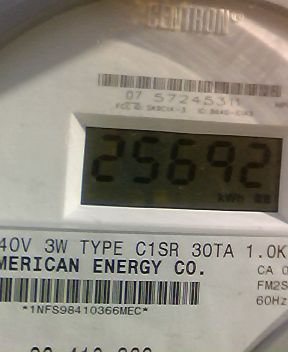 CENTRON®
07 57245311
25692
kWh
40V 3W TYPE C1SR 30TA 1.0K
MERICAN ENERGY CO.
CA 0
FM2S
60Hz
*1NFS98410366MEC*